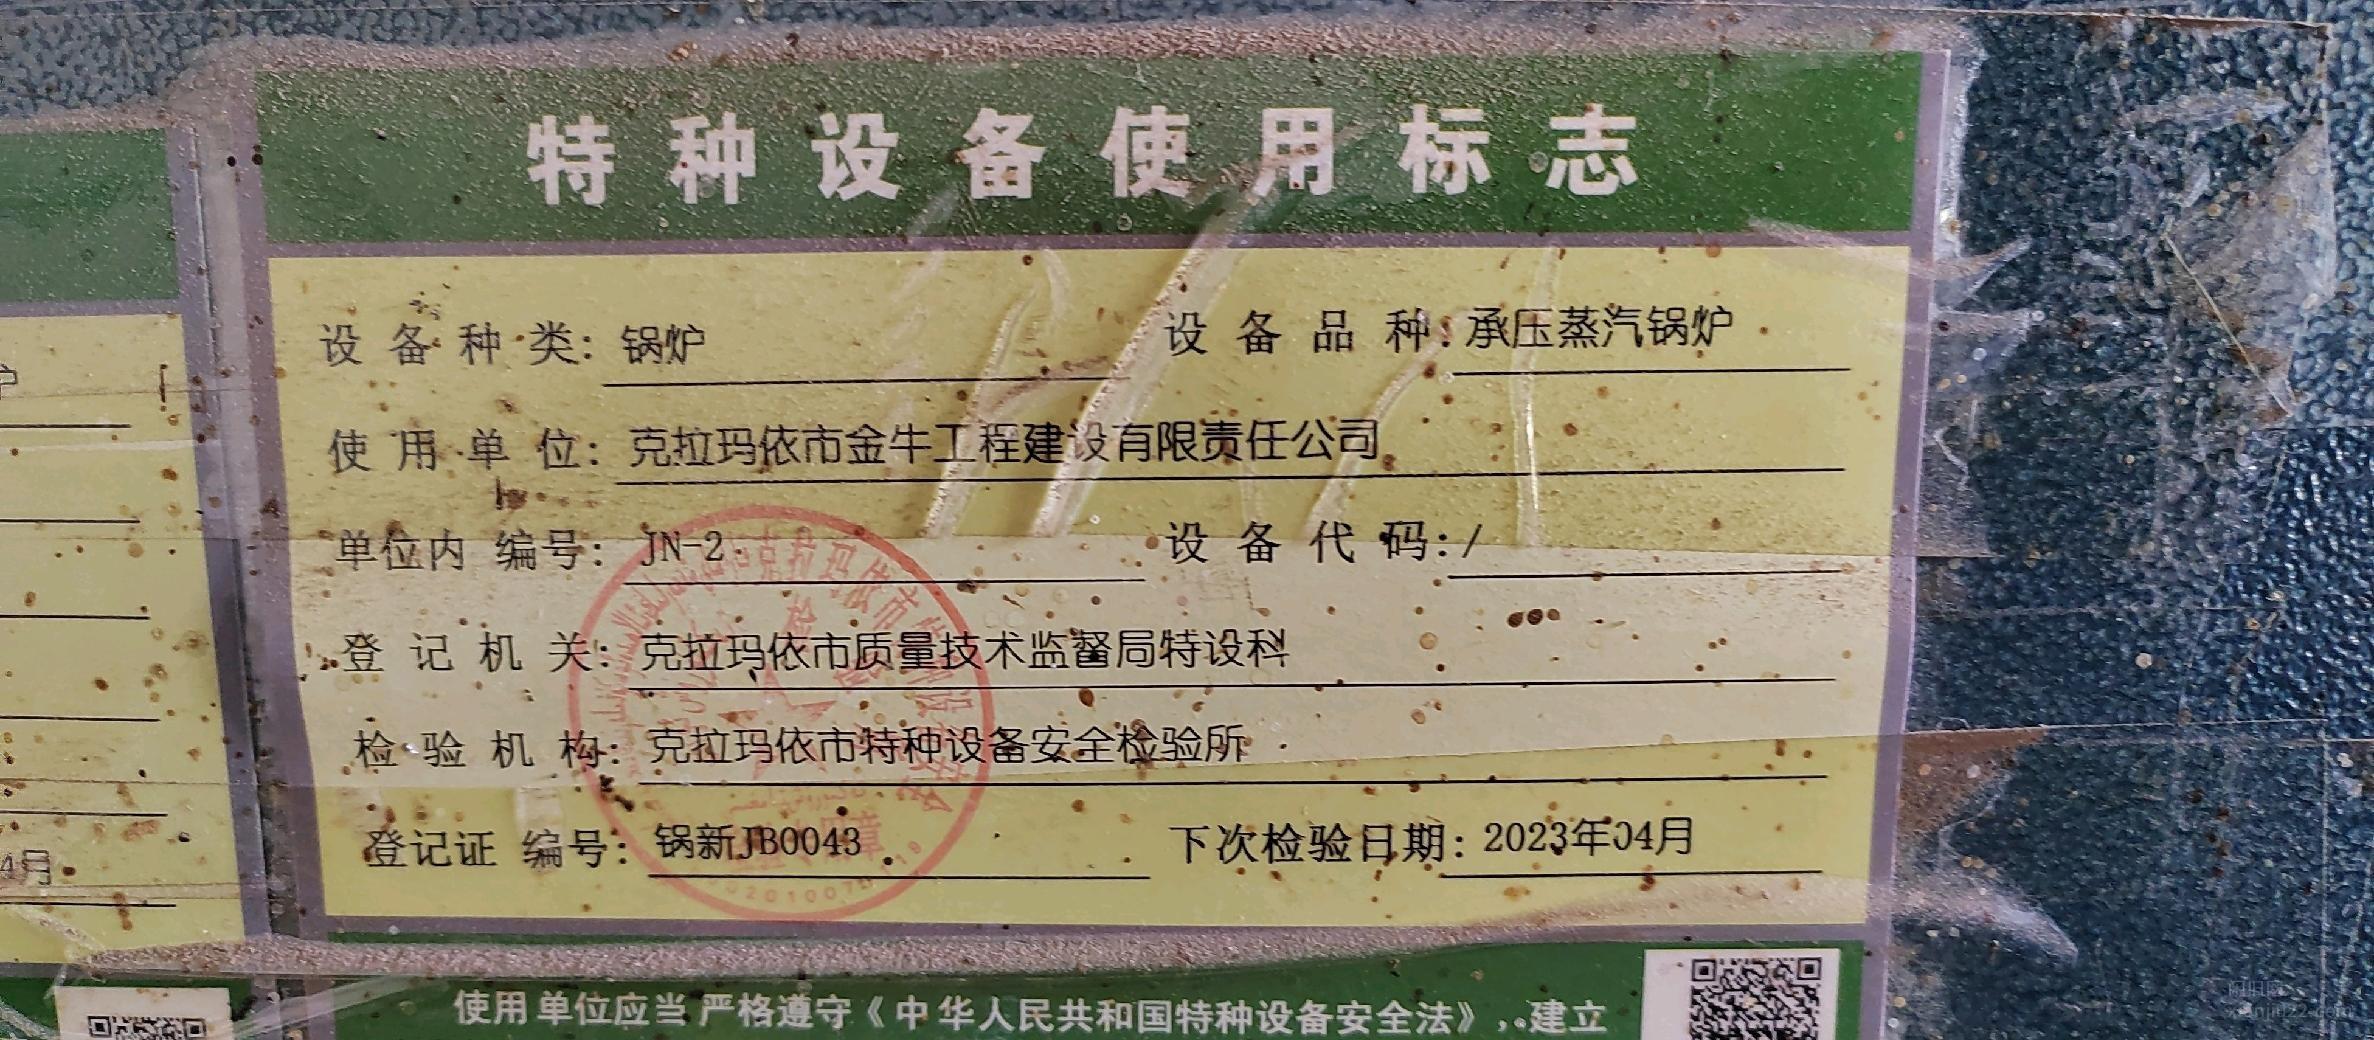 特种设备使用标志
设备种类：锅炉 设备品种：承压蒸汽锅炉
使用单位：克拉玛依市金牛工程建设有限责任公司
单位内编号：JN-2 设备代码：/
登记机关：克拉玛依市质量技术监督局特设科
检验机构：克拉玛依市特种设备安全检验所
登记证编号：锅新JB0043 下次检验日期：2023年04月
使用单位应当严格遵守《中华人民共和国特种设备安全法》，建立
4月
克拉玛依市